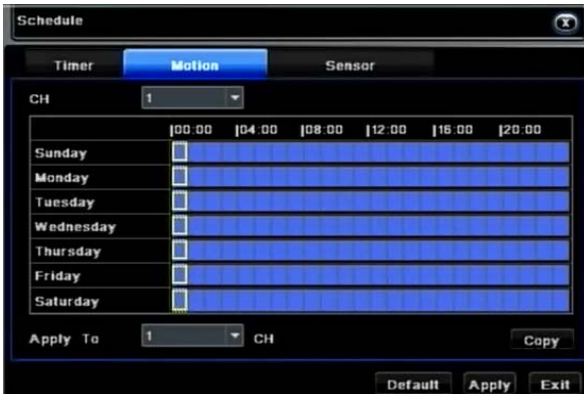 Schedule X
Timer Motion Sensor
CH 1
|00:00 |04:00 |08:00 |12:00 |16:00 |20:00
Sunday
Monday
Tuesday
Wednesday
Thursday
Friday
Saturday
Apply To 1 CH Copy
Default Apply Exit